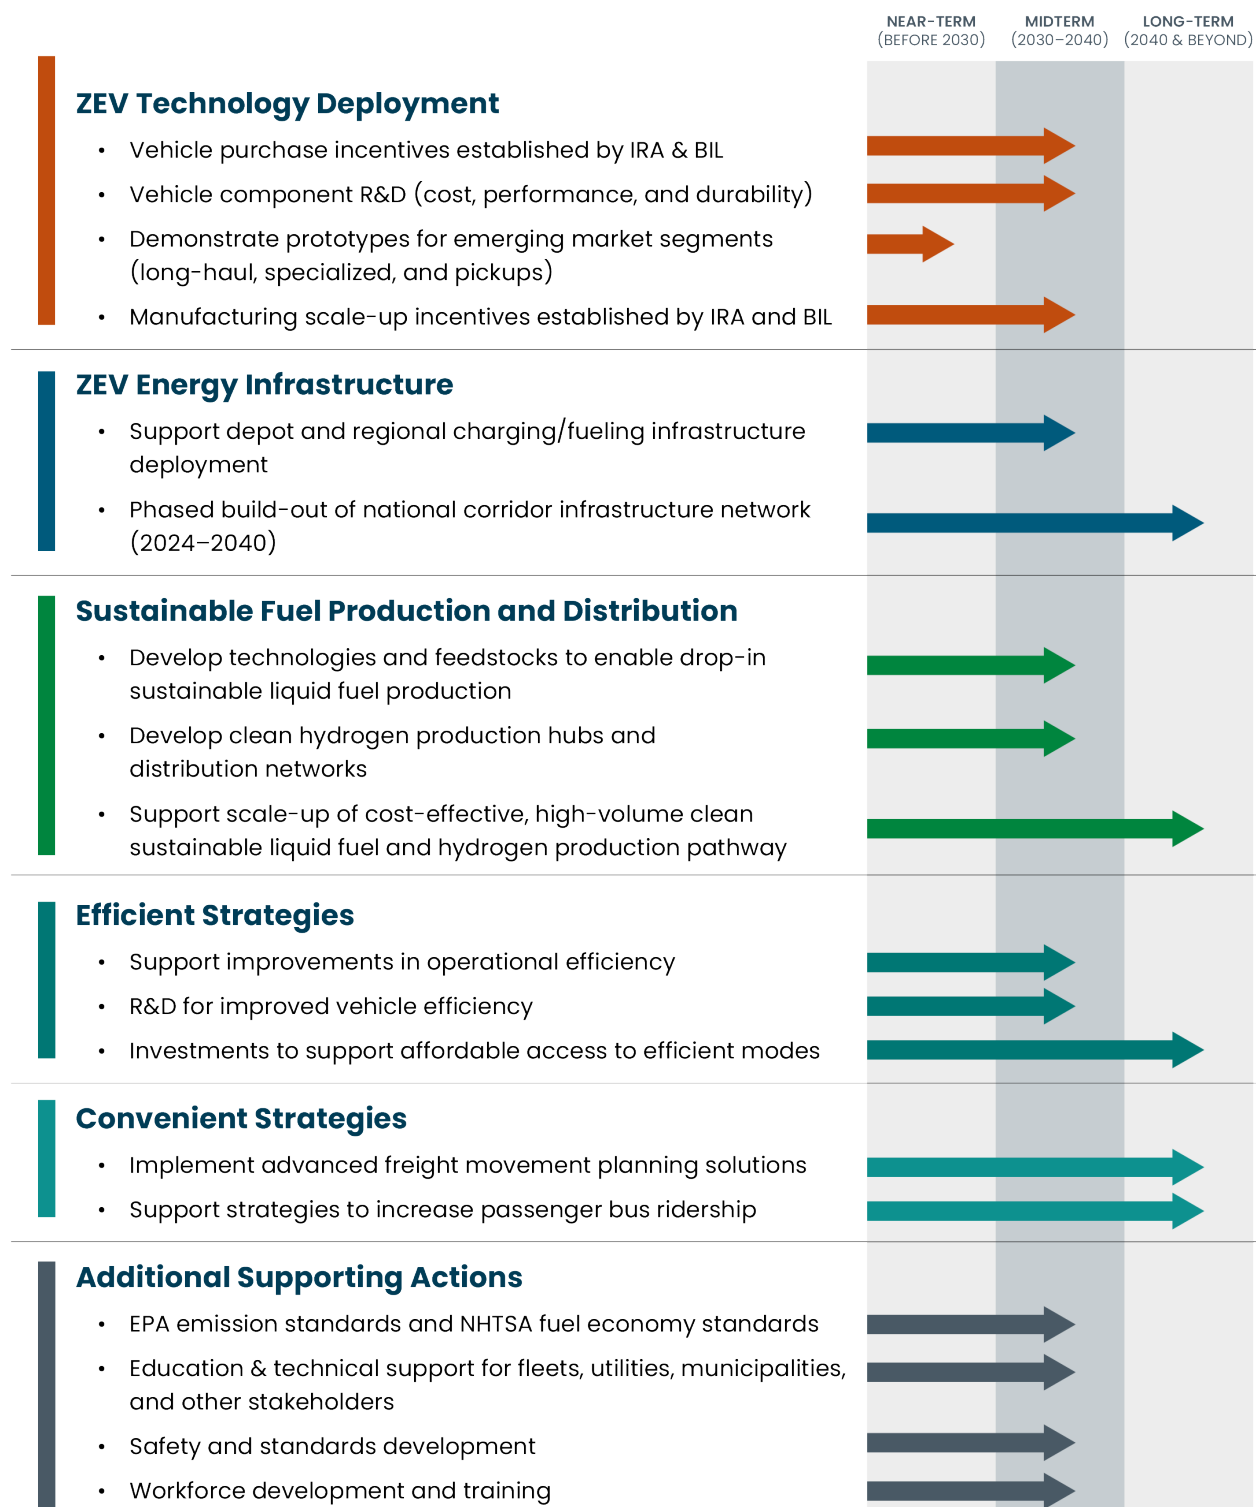 NEAR-TERM MIDTERM LONG-TERM
(BEFORE 2030) (2030–2040) (2040 & BEYOND)
ZEV Technology Deployment
• Vehicle purchase incentives established by IRA & BIL
• Vehicle component R&D (cost, performance, and durability)
• Demonstrate prototypes for emerging market segments
(long-haul, specialized, and pickups)
• Manufacturing scale-up incentives established by IRA and BIL
ZEV Energy Infrastructure
• Support depot and regional charging/fueling infrastructure
deployment
• Phased build-out of national corridor infrastructure network
(2024–2040)
Sustainable Fuel Production and Distribution
• Develop technologies and feedstocks to enable drop-in
sustainable liquid fuel production
• Develop clean hydrogen production hubs and
distribution networks
• Support scale-up of cost-effective, high-volume clean
sustainable liquid fuel and hydrogen production pathway
Efficient Strategies
• Support improvements in operational efficiency
• R&D for improved vehicle efficiency
• Investments to support affordable access to efficient modes
Convenient Strategies
• Implement advanced freight movement planning solutions
• Support strategies to increase passenger bus ridership
Additional Supporting Actions
• EPA emission standards and NHTSA fuel economy standards
• Education & technical support for fleets, utilities, municipalities,
and other stakeholders
• Safety and standards development
• Workforce development and training